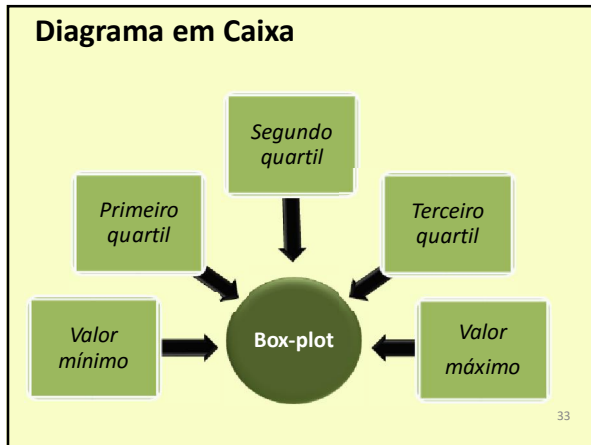 Diagrama em Caixa
Segundo
quartil
Primeiro
quartil
Terceiro
quartil
Valor
mínimo
Box-plot
Valor
máximo
33